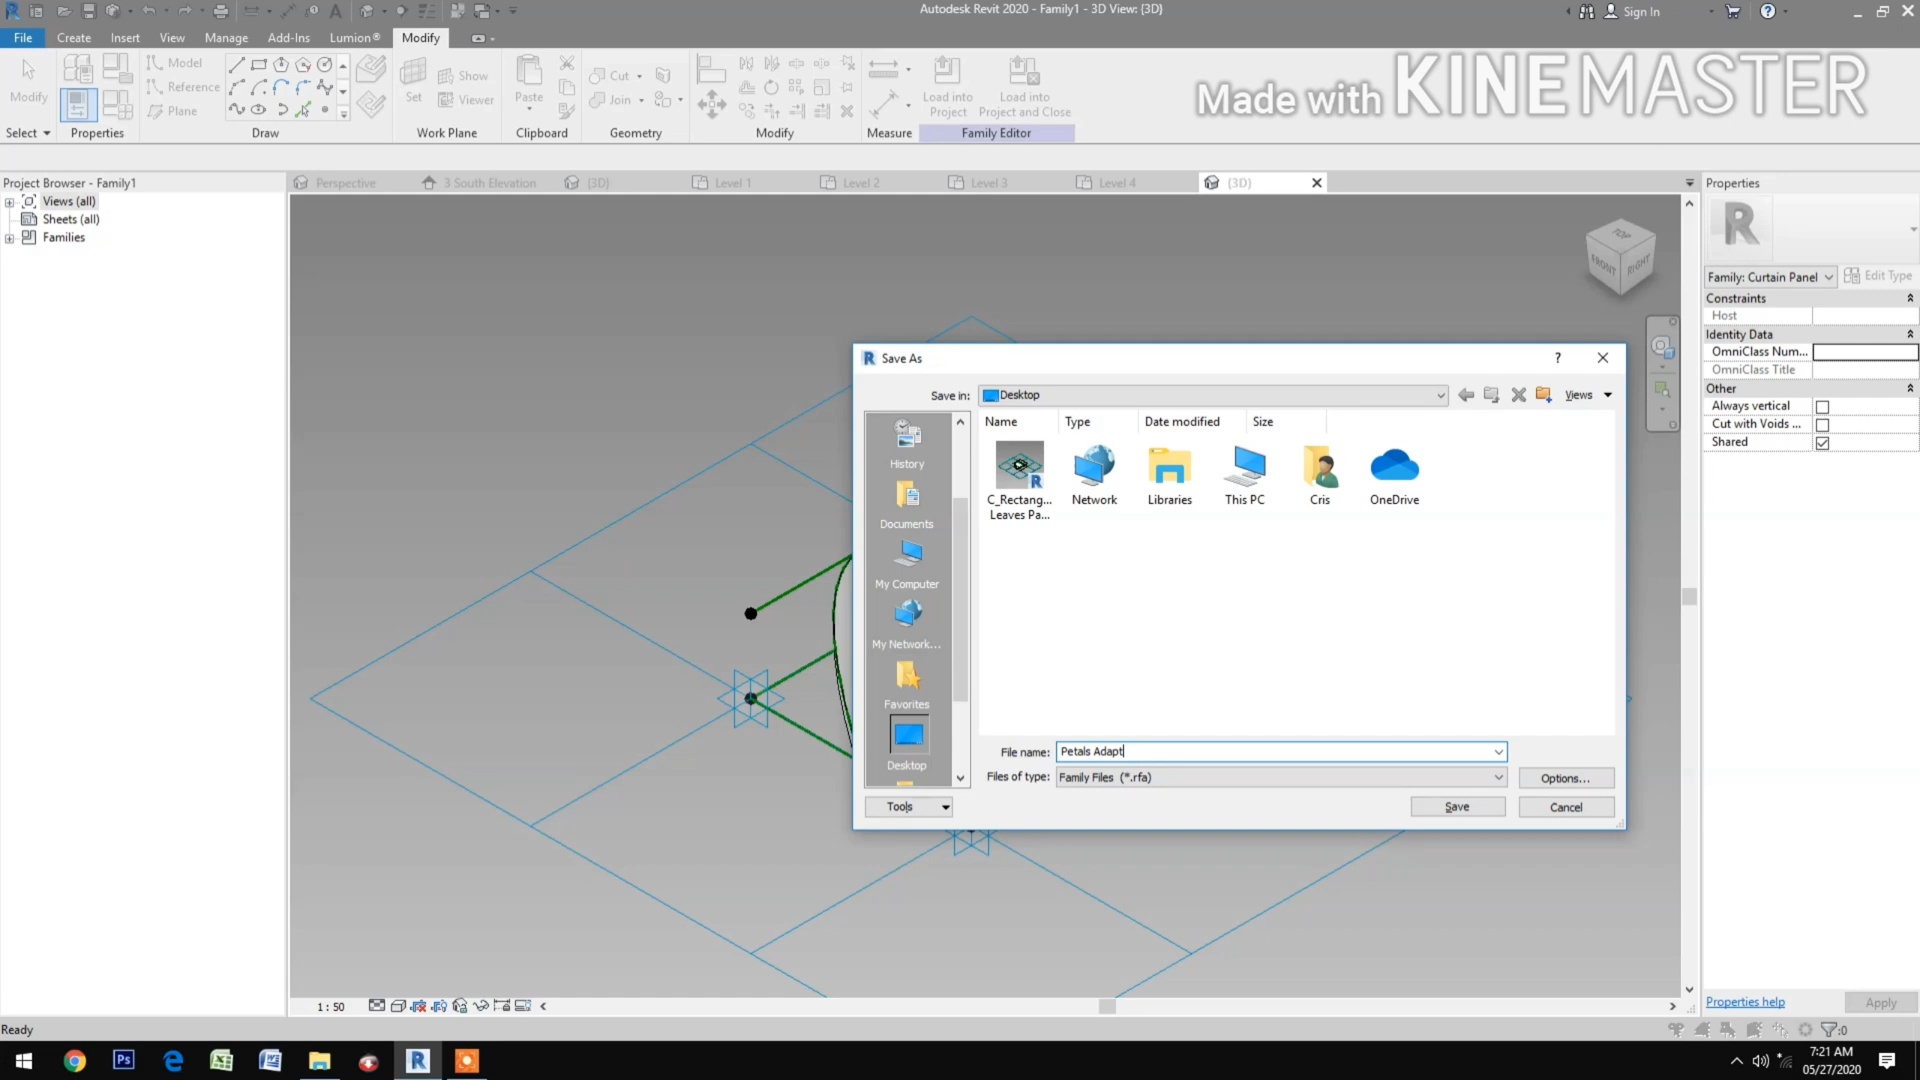 Autodesk Revit 2020 - Family1 - 3D View: {3D}
Sign In
File Create Insert View Manage Add-Ins Lumion® Modify
Made with KINEMASTER
Modify
Model
Reference
Plane
Set
Show
Viewer
Paste
Cut
Join
Load into Project
Load into Project and Close
Select Properties Draw Work Plane Clipboard Geometry Modify Measure Family Editor
Project Browser - Family1
Views (all)
Sheets (all)
Families
Perspective 3 South Elevation {3D} Level 1 Level 2 Level 3 Level 4 {3D}
TOP
FRONT
RIGHT
Properties
R
Family: Curtain Panel Edit Type
Constraints
Host
Identity Data
OmniClass Num...
OmniClass Title
Other
Always vertical
Cut with Voids ...
Shared
Save As
Save in: Desktop Views
Name Type Date modified Size
C_Rectang... Leaves Pa...
Network
Libraries
This PC
Cris
OneDrive
History
Documents
My Computer
My Network...
Favorites
Desktop
File name: Petals Adapt
Files of type: Family Files (*.rfa)
Options...
Tools
Save
Cancel
1 : 50
Properties help
Apply
Ready
:0
7:21 AM
05/27/2020